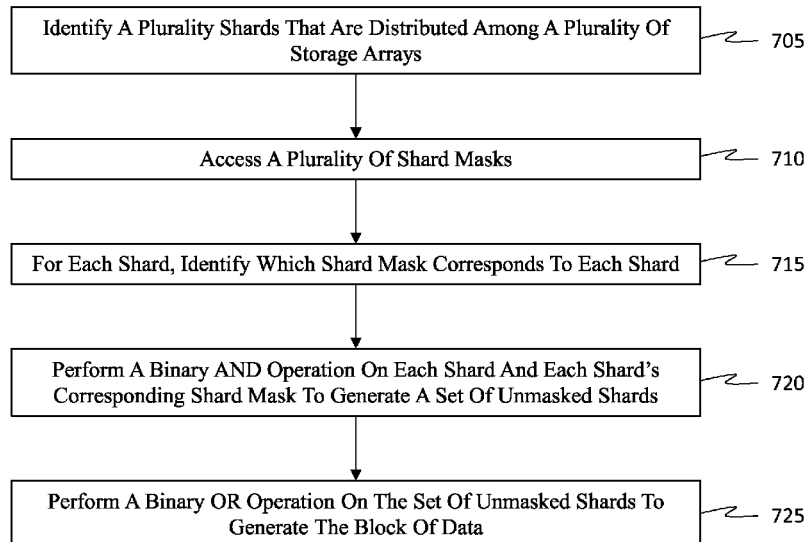 Identify A Plurality Shards That Are Distributed Among A Plurality Of
Storage Arrays
705
Access A Plurality Of Shard Masks
710
For Each Shard, Identify Which Shard Mask Corresponds To Each Shard
715
Perform A Binary AND Operation On Each Shard And Each Shard's
Corresponding Shard Mask To Generate A Set Of Unmasked Shards
720
Perform A Binary OR Operation On The Set Of Unmasked Shards To
Generate The Block Of Data
725